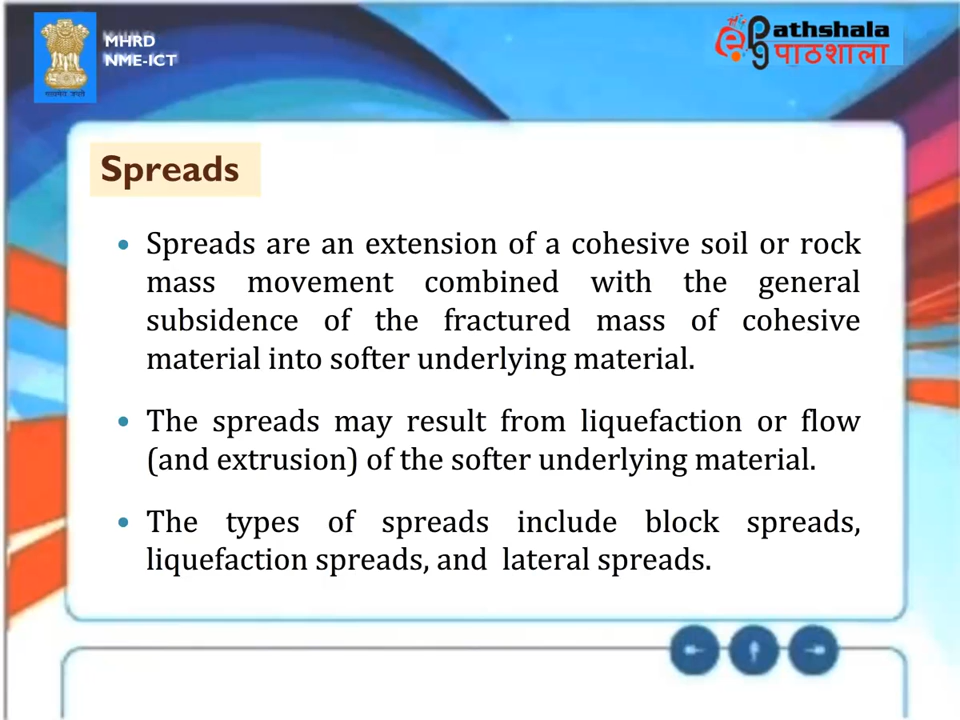 MHRD
NME-ICT
e pg Pathshala
पाठशाला
Spreads
• Spreads are an extension of a cohesive soil or rock
mass movement combined with the general
subsidence of the fractured mass of cohesive
material into softer underlying material.
• The spreads may result from liquefaction or flow
(and extrusion) of the softer underlying material.
• The types of spreads include block spreads,
liquefaction spreads, and lateral spreads.